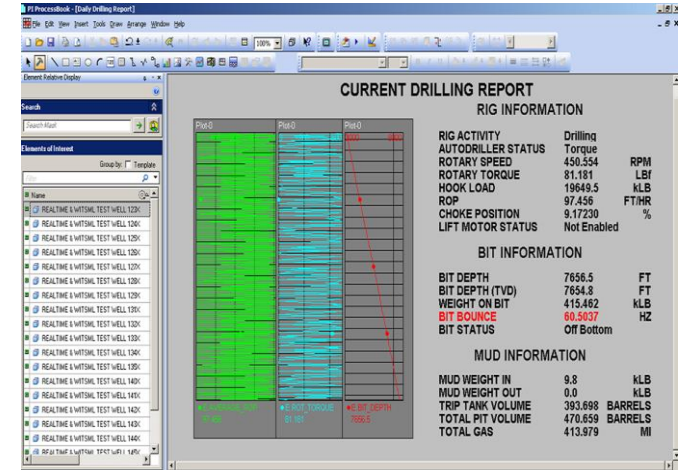 PI ProcessBook - [Daily Drilling Report]
File Edit View Insert Tools Draw Arrange Window Help
100%
Element Relative Display
Search
Search Mask
Elements of Interest
Group by: Template
Filter
Name
REALTIME & WITSML TEST WELL 123
REALTIME & WITSML TEST WELL 124
REALTIME & WITSML TEST WELL 125
REALTIME & WITSML TEST WELL 126
REALTIME & WITSML TEST WELL 127
REALTIME & WITSML TEST WELL 128
REALTIME & WITSML TEST WELL 129
REALTIME & WITSML TEST WELL 131
REALTIME & WITSML TEST WELL 132
REALTIME & WITSML TEST WELL 133
REALTIME & WITSML TEST WELL 134
REALTIME & WITSML TEST WELL 135
REALTIME & WITSML TEST WELL 140
REALTIME & WITSML TEST WELL 141
REALTIME & WITSML TEST WELL 142
REALTIME & WITSML TEST WELL 143
REALTIME & WITSML TEST WELL 144
REALTIME & WITSML TEST WELL
CURRENT DRILLING REPORT
Plot-0 Plot-0 Plot-0
E.ROT_TORQUE E.BIT_DEPTH
97.456 81.181 7656.5
RIG INFORMATION
RIG ACTIVITY Drilling
AUTODRILLER STATUS Torque
ROTARY SPEED 450.554 RPM
ROTARY TORQUE 81.181 LBf
HOOK LOAD 19649.5 kLB
ROP 97.456 FT/HR
CHOKE POSITION 9.17230 %
LIFT MOTOR STATUS Not Enabled
BIT INFORMATION
BIT DEPTH 7656.5 FT
BIT DEPTH (TVD) 7654.8 FT
WEIGHT ON BIT 415.462 kLB
BIT BOUNCE 60.5037 HZ
BIT STATUS Off Bottom
MUD INFORMATION
MUD WEIGHT IN 9.8 kLB
MUD WEIGHT OUT 0.0 kLB
TRIP TANK VOLUME 393.698 BARRELS
TOTAL PIT VOLUME 470.659 BARRELS
TOTAL GAS 413.979 MI